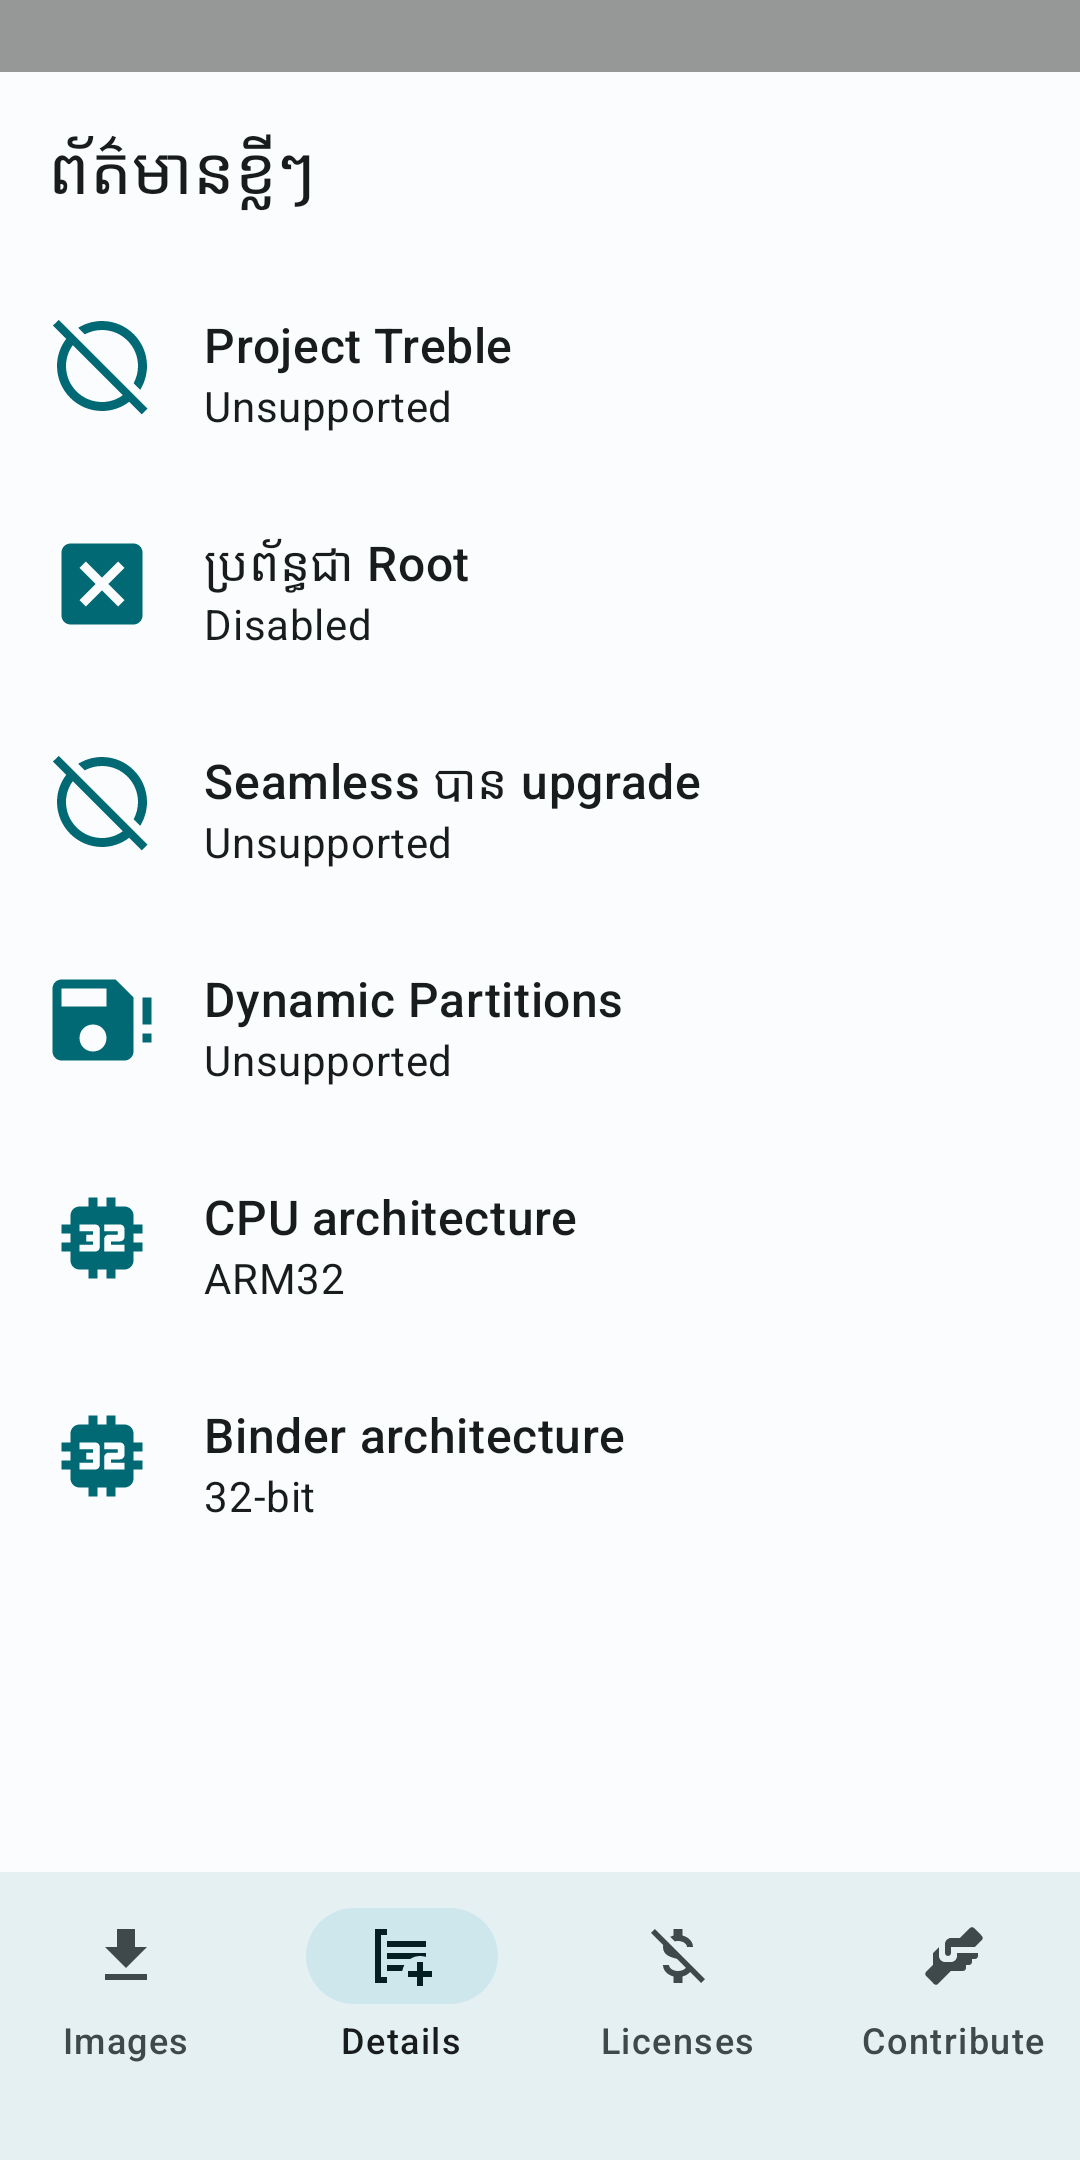 ព័ត៌មានខ្លីៗ
Project Treble
Unsupported
ប្រព័ន្ធជា Root
Disabled
Seamless បាន upgrade
Unsupported
Dynamic Partitions
Unsupported
32
CPU architecture
ARM32
32
Binder architecture
32-bit
Images
Details
Licenses
Contribute